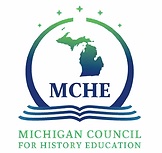 MCHE
MICHIGAN COUNCIL
FOR HISTORY EDUCATION